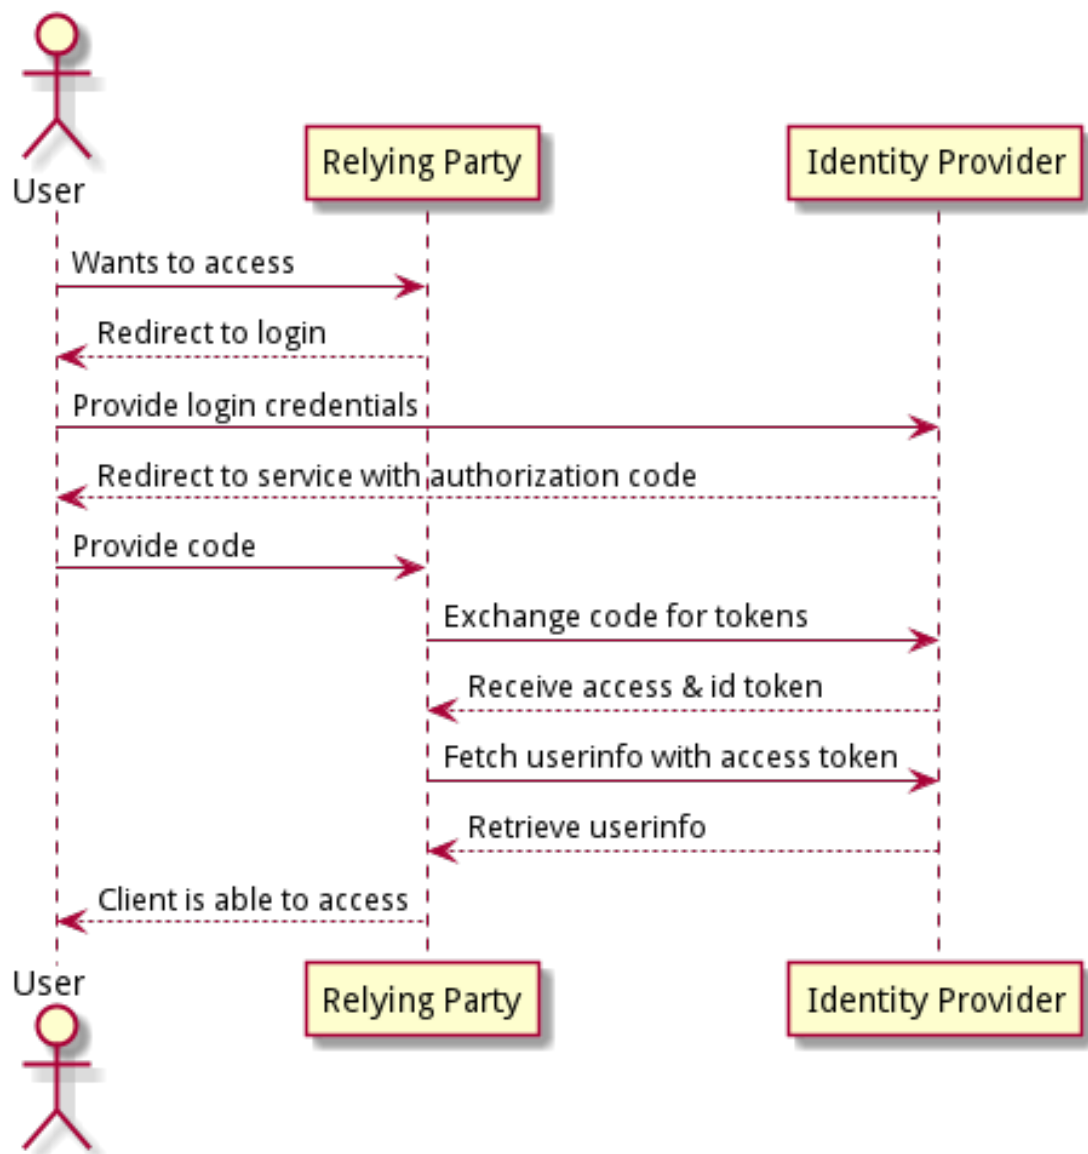 User
Relying Party
Identity Provider
Wants to access
Redirect to login
Provide login credentials
Redirect to service with authorization code
Provide code
Exchange code for tokens
Receive access & id token
Fetch userinfo with access token
Retrieve userinfo
Client is able to access
User
Relying Party
Identity Provider